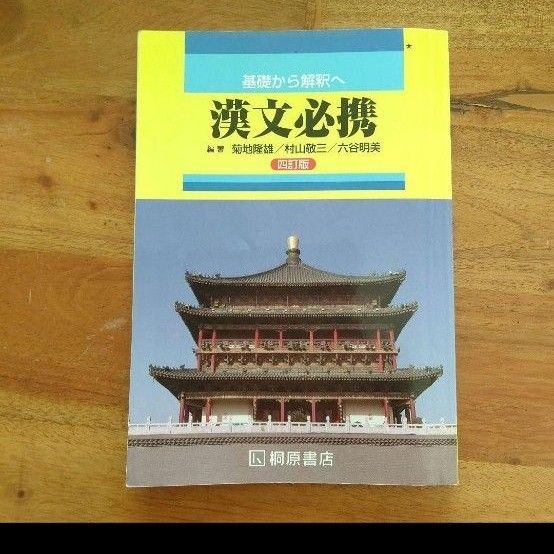 基礎から解釈へ
漢文必携
編著 菊地隆雄／村山敬三／六谷明美
四訂版
桐原書店